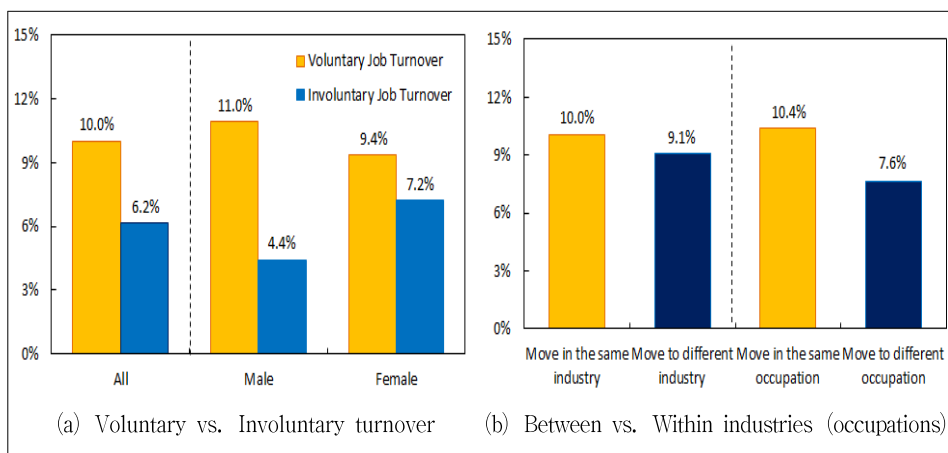 15%
12%
9%
6%
3%
0%
Voluntary Job Turnover
Involuntary Job Turnover
10.0%
6.2%
11.0%
4.4%
9.4%
7.2%
All
Male
Female
(a) Voluntary vs. Involuntary turnover
15%
12%
9%
6%
3%
0%
10.0%
9.1%
10.4%
7.6%
Move in the same
industry
Move to different
industry
Move in the same
occupation
Move to different
occupation
(b) Between vs. Within industries (occupations)